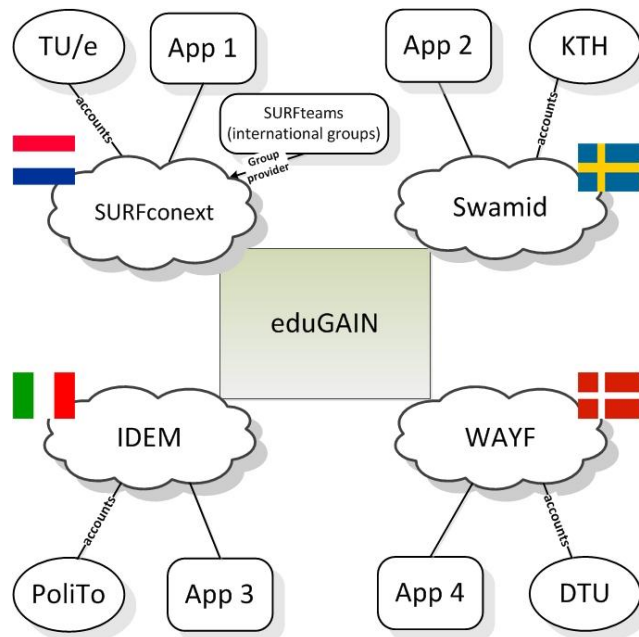 TU/e
App 1
App 2
KTH
accounts
SURFteams
(international groups)
accounts
Group
provider
SURFconext
Swamid
eduGAIN
IDEM
WAYF
accounts
accounts
PoliTo
App 3
App 4
DTU